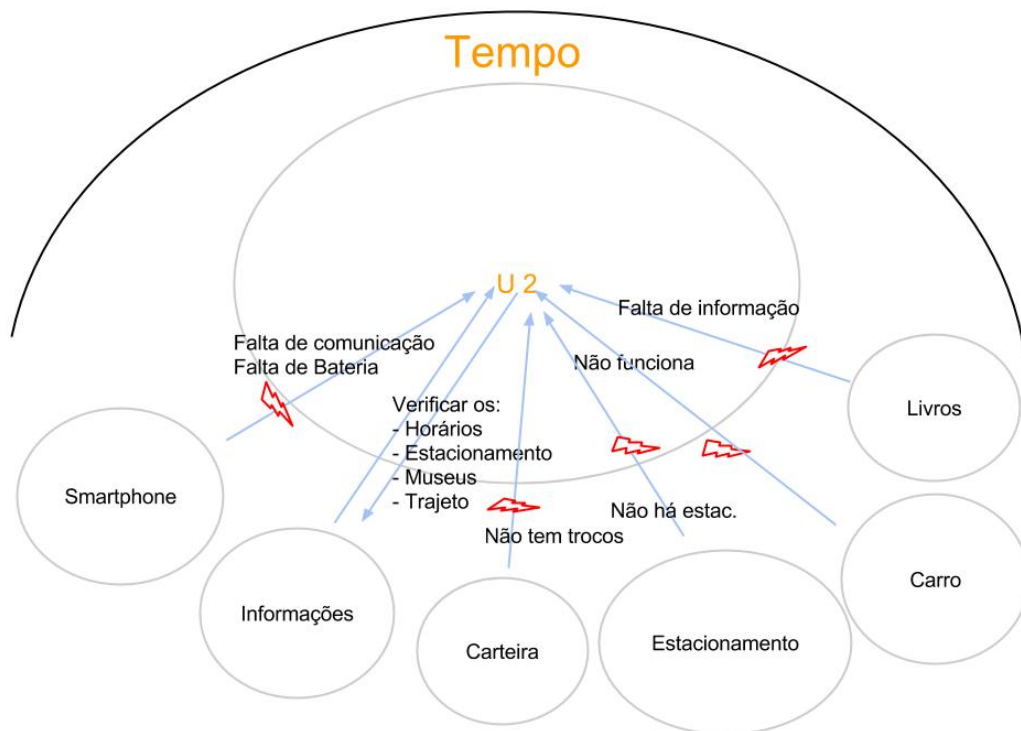 Tempo
U 2
Falta de informação
Falta de comunicação
Falta de Bateria
Não funciona
Verificar os:
- Horários
- Estacionamento
- Museus
- Trajeto
Livros
Smartphone
Não há estac.
Não tem trocos
Carro
Informações
Carteira
Estacionamento